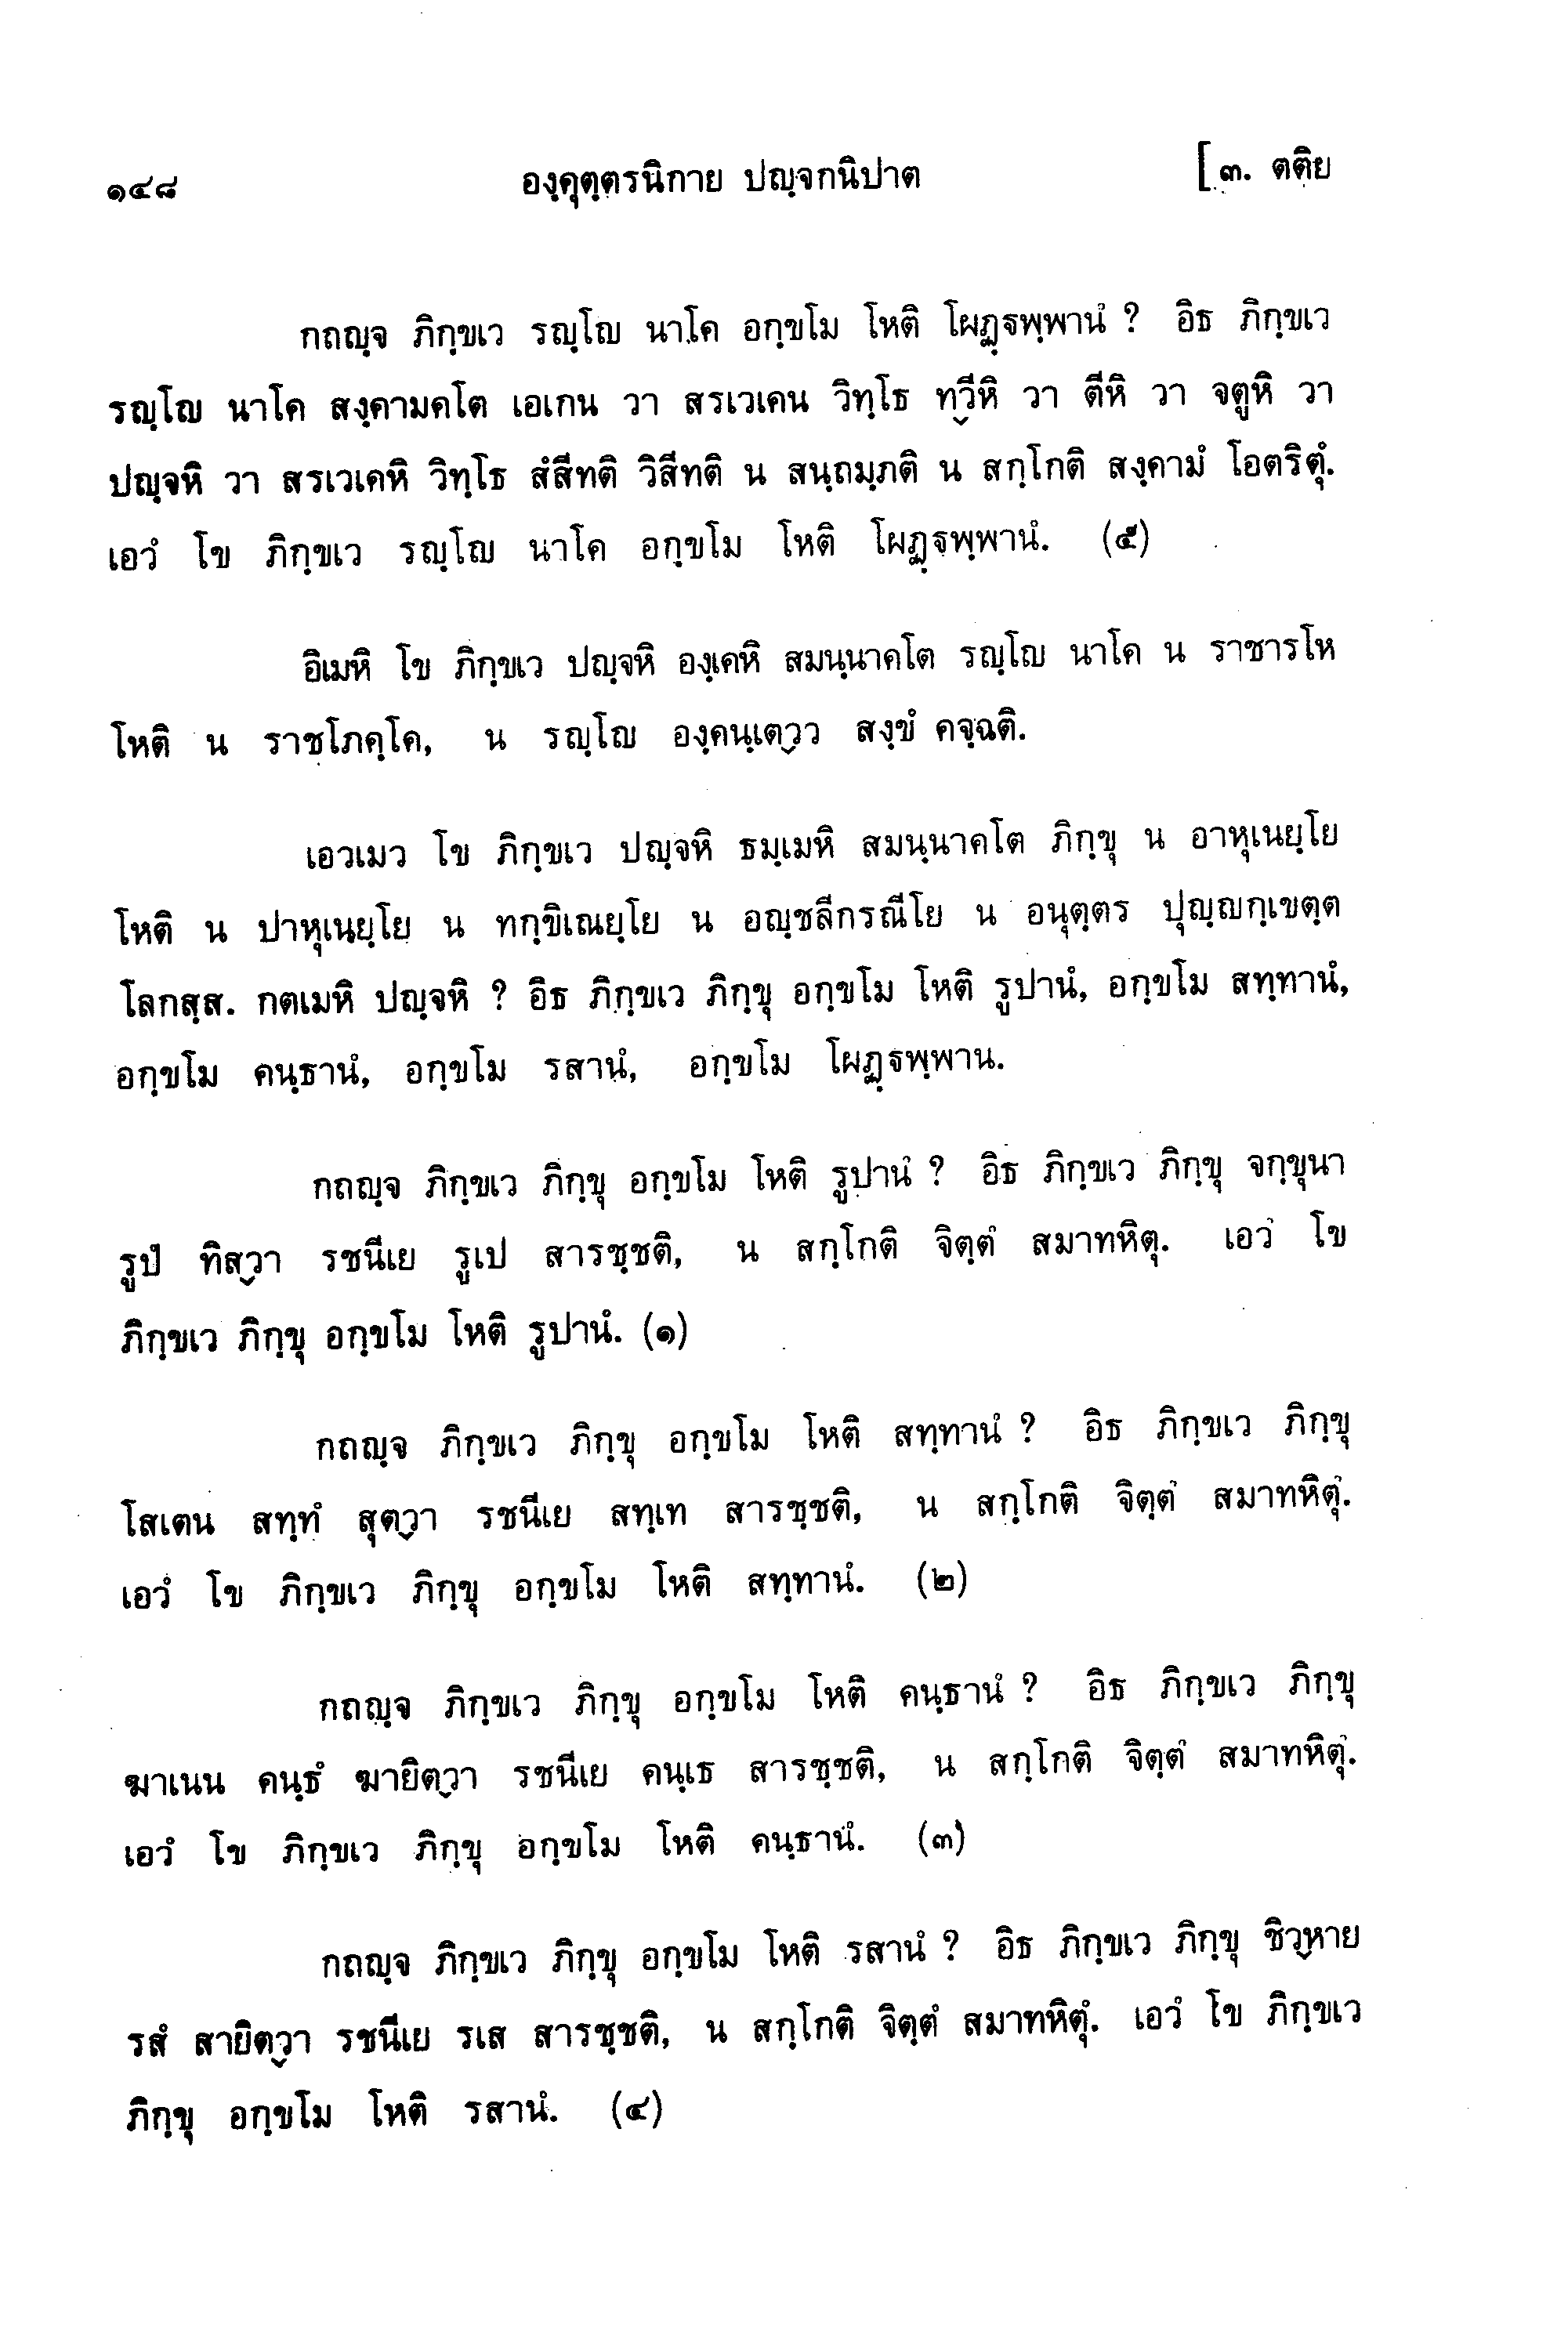 ๑๔๘ องฺคุตฺตรนิกาย ปญฺจกนิปาต [๓. ตติย
กถญฺจ ภิกฺขเว รญฺโญ นาโค อกฺขโม โหติ โผฏฺฐพฺพานํ ? อิธ ภิกฺขเว
รญฺโญ นาโค สงฺคามคโต เอเกน วา สรเวเคน วิทฺโธ ทฺวีหิ วา ตีหิ วา จตูหิ วา
ปญฺจหิ วา สรเวเคหิ วิทฺโธ สํสีทติ วิสีทติ น สนฺถมฺภติ น สกฺโกติ สงฺคามํ โอตริตุํ.
เอวํ โข ภิกฺขเว รญฺโญ นาโค อกฺขโม โหติ โผฏฺฐพฺพานํ. (๕)
อิเมหิ โข ภิกฺขเว ปญฺจหิ องฺเคหิ สมนฺนาคโต รญฺโญ นาโค น ราชารโห
โหติ น ราชโภคฺโค, น รญฺโญ องฺคนฺเตฺวว สงฺขํ คจฺฉติ.
เอวเมว โข ภิกฺขเว ปญฺจหิ ธมฺเมหิ สมนฺนาคโต ภิกฺขุ น อาหุเนยฺโย
โหติ น ปาหุเนยฺโย น ทกฺขิเณยฺโย น อญฺชลีกรณีโย น อนุตฺตร ปุญฺญกฺเขตฺต
โลกสฺส. กตเมหิ ปญฺจหิ ? อิธ ภิกฺขเว ภิกฺขุ อกฺขโม โหติ รูปานํ, อกฺขโม สทฺทานํ,
อกฺขโม คนฺธานํ, อกฺขโม รสานํ, อกฺขโม โผฏฺฐพฺพาน.
กถญฺจ ภิกฺขเว ภิกฺขุ อกฺขโม โหติ รูปานํ ? อิธ ภิกฺขเว ภิกฺขุ จกฺขุนา
รูปํ ทิสฺวา รชนีเย รูเป สารชฺชติ, น สกฺโกติ จิตฺตํ สมาทหิตุ. เอวํ โข
ภิกฺขเว ภิกฺขุ อกฺขโม โหติ รูปานํ. (๑)
กถญฺจ ภิกฺขเว ภิกฺขุ อกฺขโม โหติ สทฺทานํ ? อิธ ภิกฺขเว ภิกฺขุ
โสเตน สทฺทํ สุตฺวา รชนีเย สทฺเท สารชฺชติ, น สกฺโกติ จิตฺตํ สมาทหิตุํ.
เอวํ โข ภิกฺขเว ภิกฺขุ อกฺขโม โหติ สทฺทานํ. (๒)
กถญฺจ ภิกฺขเว ภิกฺขุ อกฺขโม โหติ คนฺธานํ ? อิธ ภิกฺขเว ภิกฺขุ
ฆาเนน คนฺธํ ฆายิตฺวา รชนีเย คนฺเธ สารชฺชติ, น สกฺโกติ จิตฺตํ สมาทหิตุํ.
เอวํ โข ภิกฺขเว ภิกฺขุ อกฺขโม โหติ คนฺธานํ. (๓)
กถญฺจ ภิกฺขเว ภิกฺขุ อกฺขโม โหติ รสานํ ? อิธ ภิกฺขเว ภิกฺขุ ชิวฺหาย
รสํ สายิตฺวา รชนีเย รเส สารชฺชติ, น สกฺโกติ จิตฺตํ สมาทหิตุํ. เอวํ โข ภิกฺขเว
ภิกฺขุ อกฺขโม โหติ รสานํ. (๔)